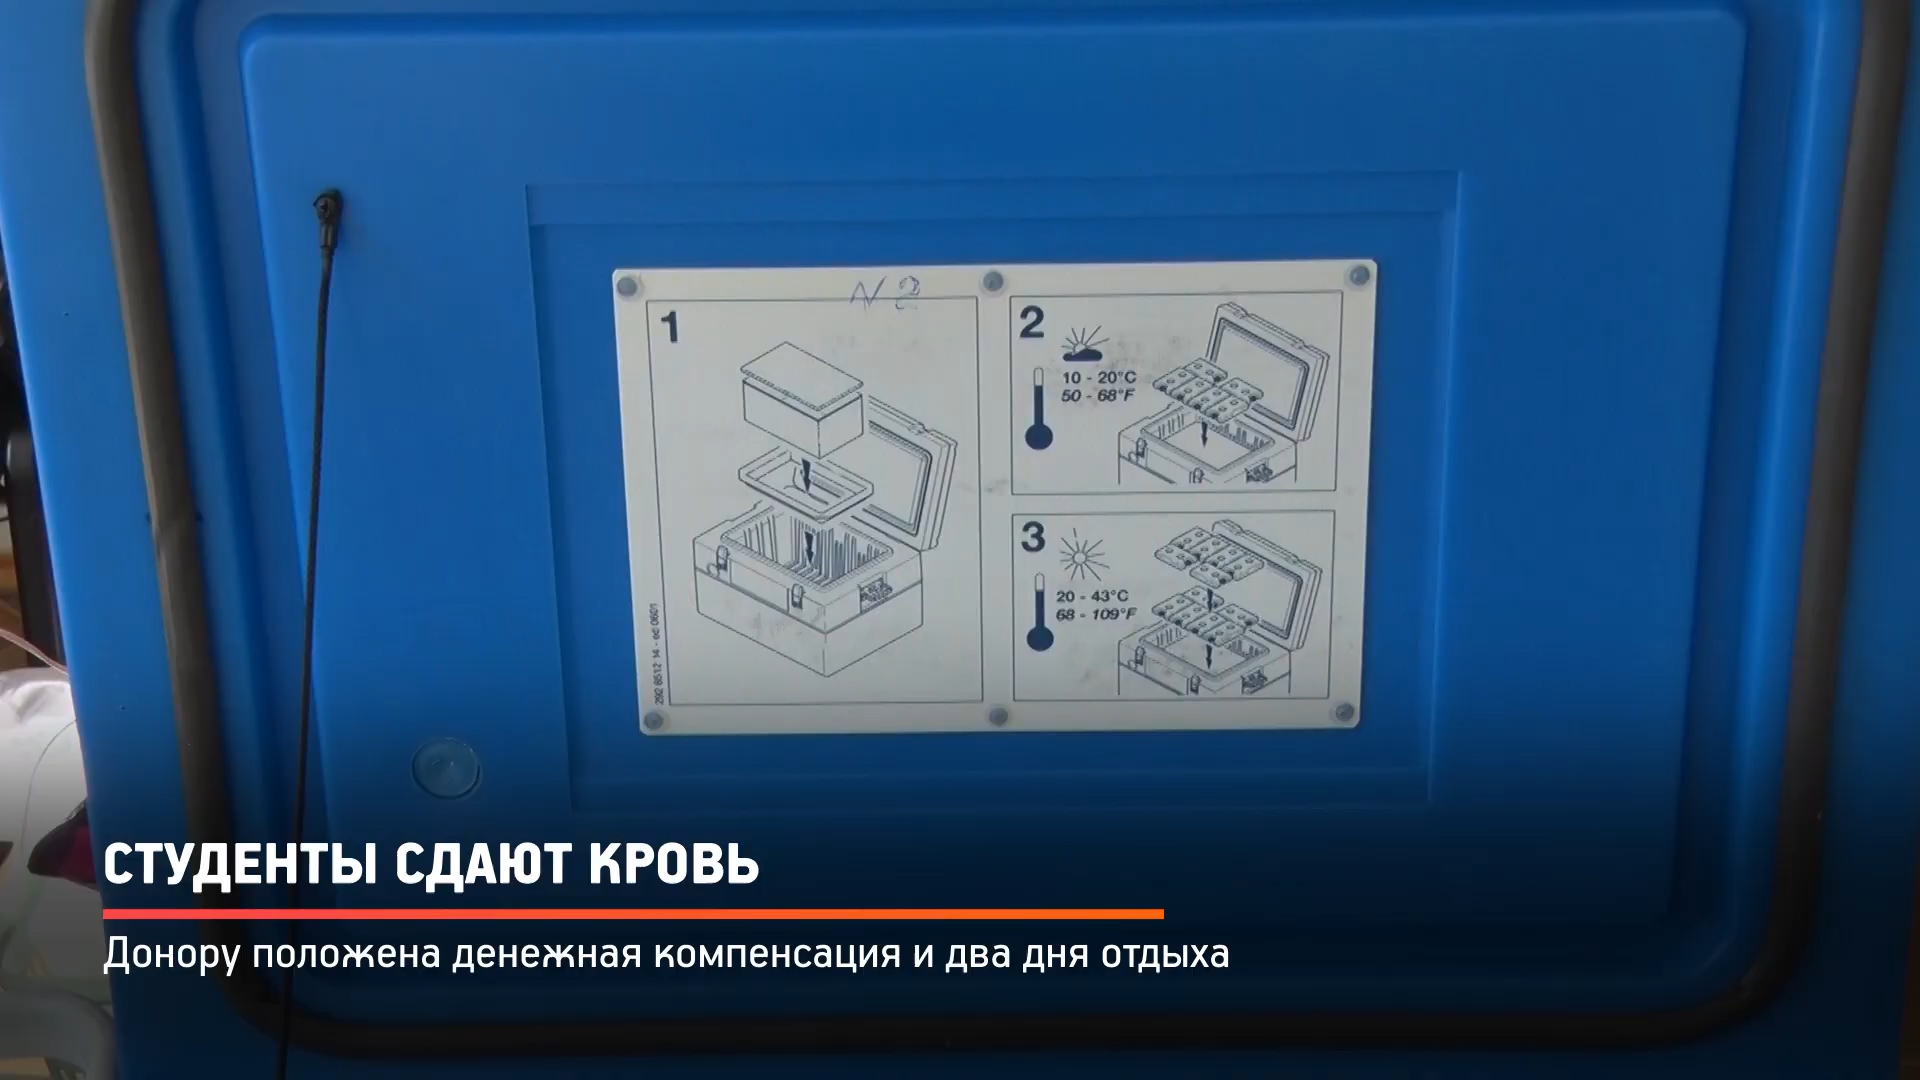 N 2
1
2
10 - 20°C
50 - 68°F
3
20 - 43°C
68 - 109°F
СТУДЕНТЫ СДАЮТ КРОВЬ
Донору положена денежная компенсация и два дня отдыха